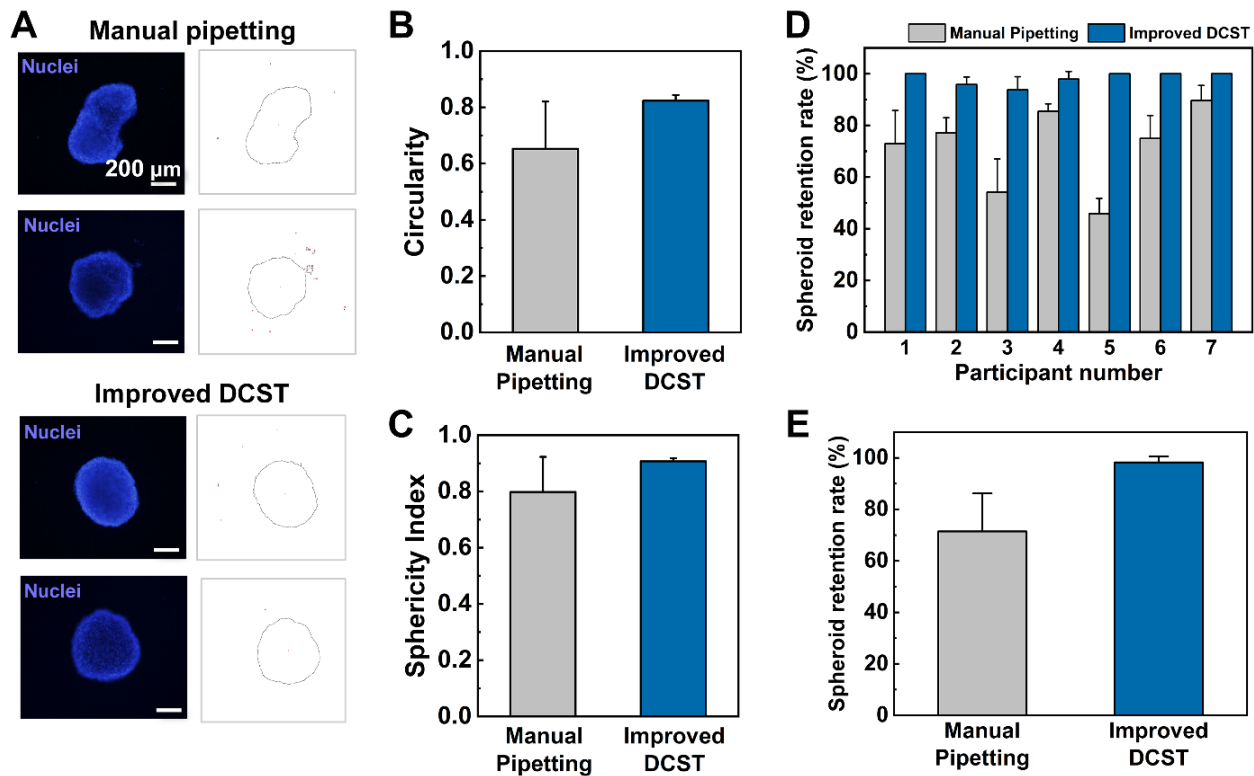 A
Manual pipetting
Nuclei
200 μm
Nuclei
Improved DCST
Nuclei
Nuclei
B
1.0
0.8
0.6
0.4
0.2
0.0
Circularity
Manual
Pipetting
Improved
DCST
C
1.0
0.8
0.6
0.4
0.2
0.0
Sphericity Index
Manual
Pipetting
Improved
DCST
D
Manual Pipetting
Improved DCST
100
80
60
40
20
0
Spheroid retention rate (%)
1 2 3 4 5 6 7
Participant number
E
100
80
60
40
20
0
Spheroid retention rate (%)
Manual
Pipetting
Improved
DCST